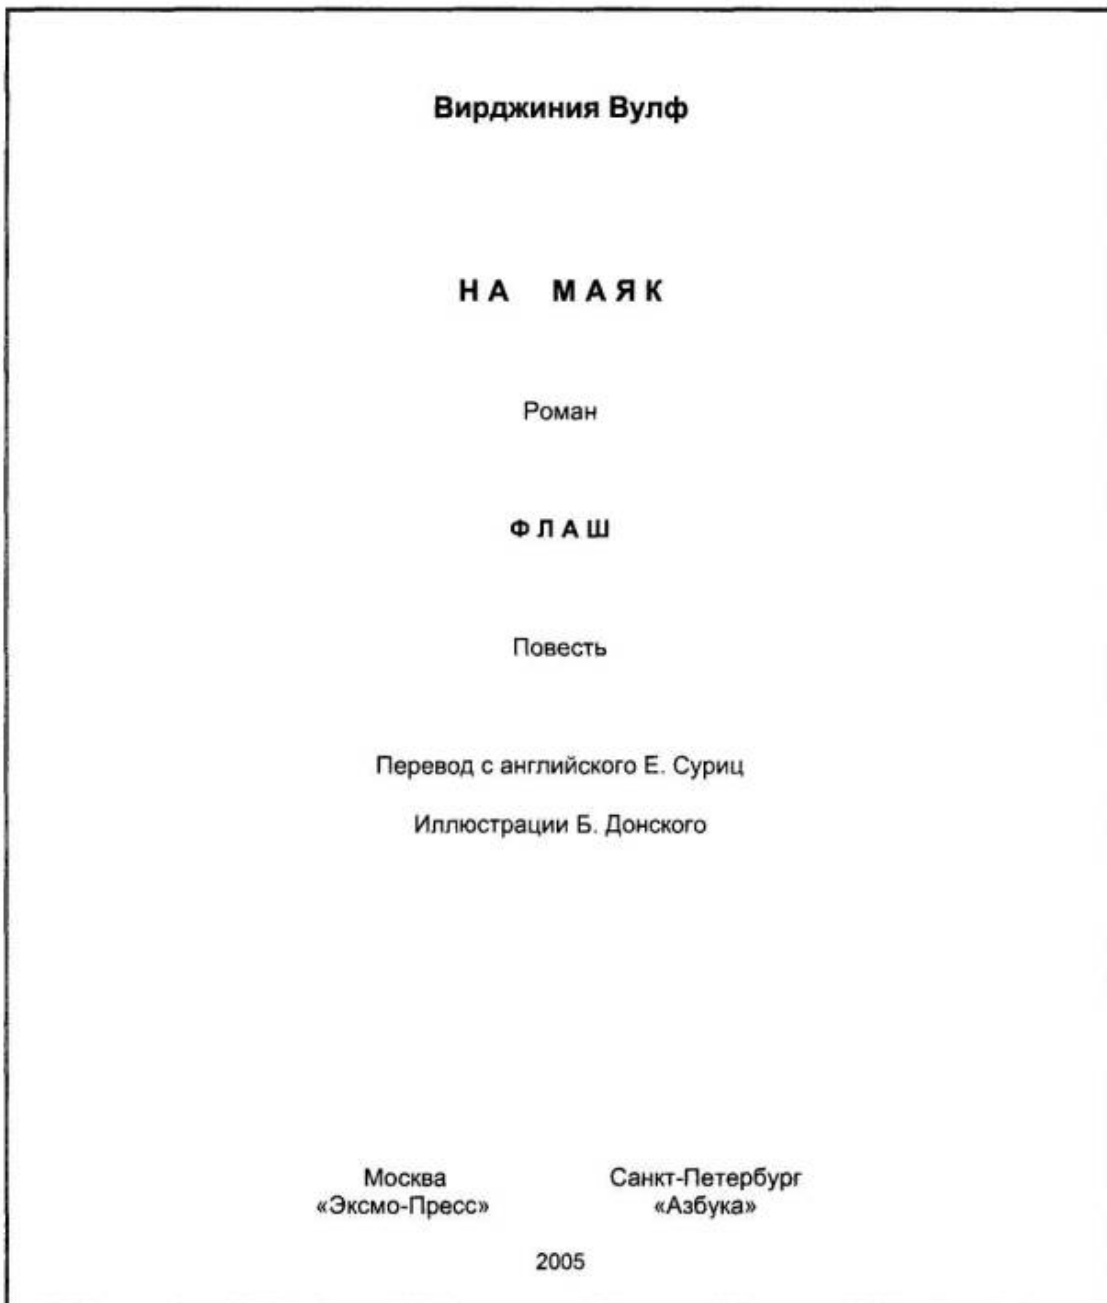 Вирджиния Вулф
НА МАЯК
Роман
ФЛАШ
Повесть
Перевод с английского Е. Суриц
Иллюстрации Б. Донского
Москва
«Эксмо-Пресс»
Санкт-Петербург
«Азбука»
2005